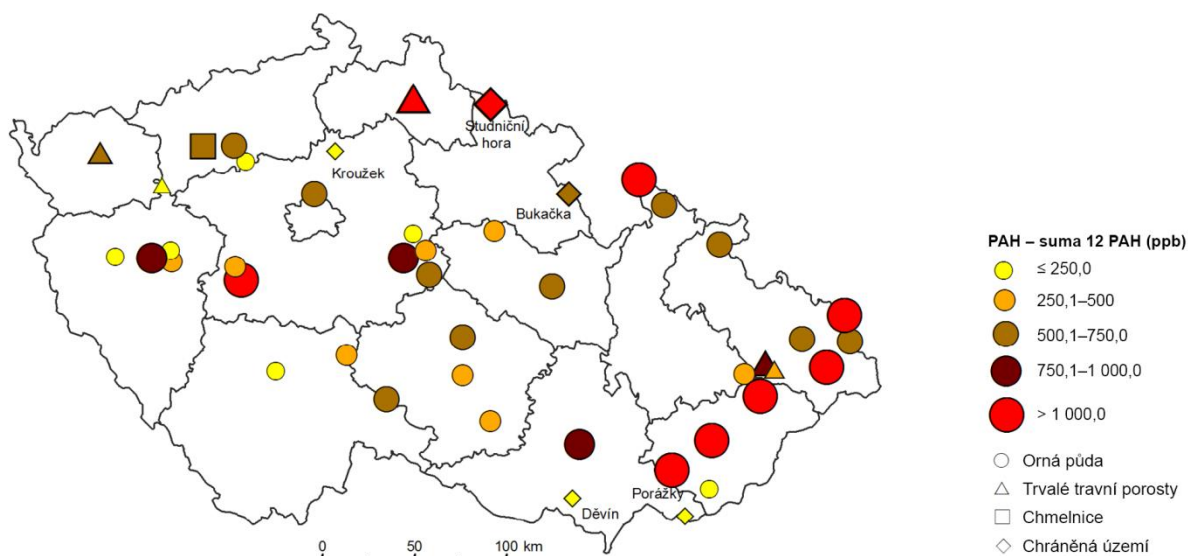 Studniční
hora
Kroužek
Bukačka
Porážky
Děvín
0 50 100 km
PAH – suma 12 PAH (ppb)
≤ 250,0
250,1–500
500,1–750,0
750,1–1 000,0
> 1 000,0
Orná půda
Trvalé travní porosty
Chmelnice
Chráněná území